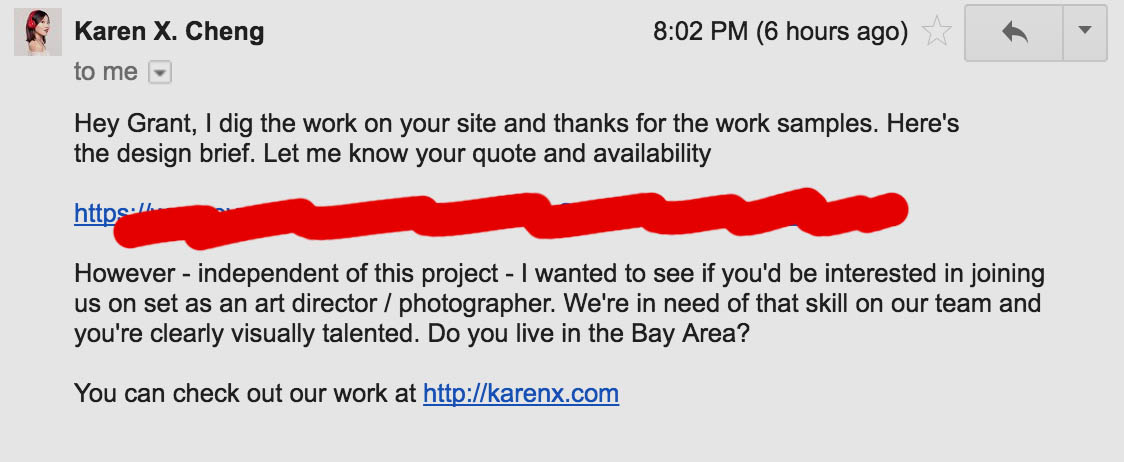 Karen X. Cheng
8:02 PM (6 hours ago)
to me
Hey Grant, I dig the work on your site and thanks for the work samples. Here's
the design brief. Let me know your quote and availability
https://
However - independent of this project - I wanted to see if you'd be interested in joining
us on set as an art director / photographer. We're in need of that skill on our team and
you're clearly visually talented. Do you live in the Bay Area?
You can check out our work at http://karenx.com